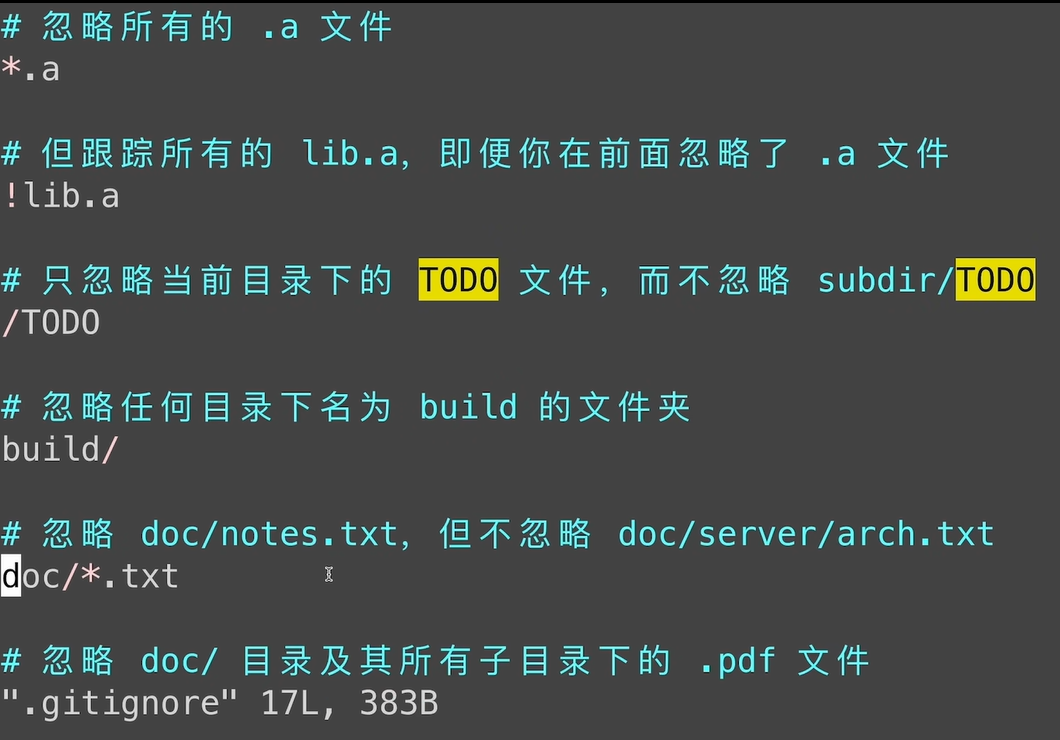 # 忽略所有的 .a 文件
*.a
# 但跟踪所有的 lib.a，即便你在前面忽略了 .a 文件
!lib.a
# 只忽略当前目录下的 TODO 文件，而不忽略 subdir/TODO
/TODO
# 忽略任何目录下名为 build 的文件夹
build/
# 忽略 doc/notes.txt，但不忽略 doc/server/arch.txt
doc/*.txt
# 忽略 doc/ 目录及其所有子目录下的 .pdf 文件
".gitignore" 17L, 383B